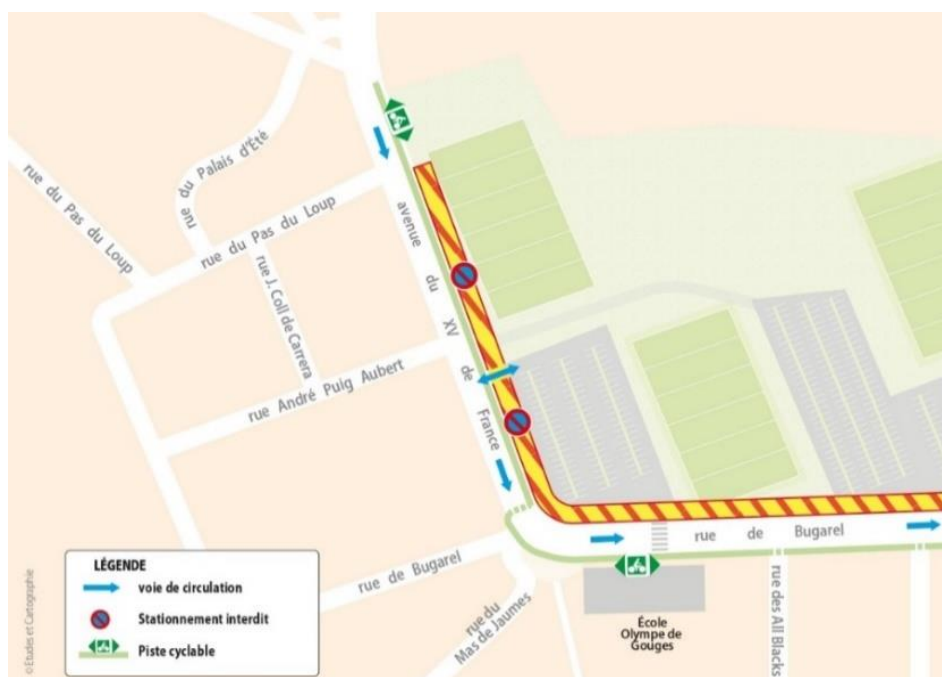 rue du Palais d'Été
rue du Pas du Loup
rue du Pas du Loup
rue J. Coll de Carrera
avenue du XV de France
rue André Puig Aubert
rue de Bugarel
rue de Bugarel
rue du
Mas de Jaumes
rue des All Blacks
École
Olympe de
Gouges
LÉGENDE
voie de circulation
Stationnement interdit
Piste cyclable
© Etudes et Cartographie